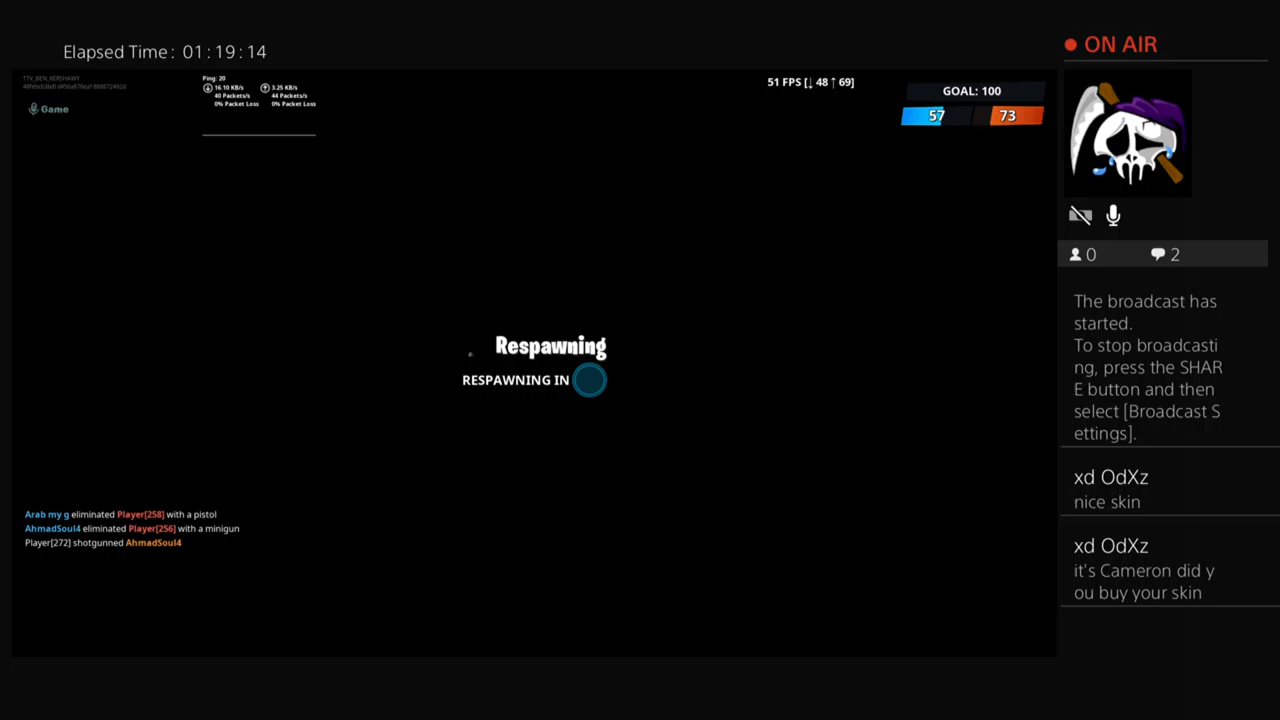 Elapsed Time: 01:19:14
ON AIR
TTV_BEN_KERSHAWY
Ping: 20
16.10 KB/s 3.25 KB/s
40 Packets/s 44 Packets/s
0% Packet Loss 0% Packet Loss
Game
51 FPS [↓ 48 ↑ 69]
GOAL: 100
57 73
0 2
The broadcast has
started.
To stop broadcasti
ng, press the SHAR
E button and then
select [Broadcast S
ettings].
Respawning
RESPAWNING IN
xd OdXz
nice skin
Arab my g eliminated Player[258] with a pistol
AhmadSoul4 eliminated Player[256] with a minigun
Player[272] shotgunned AhmadSoul4
xd OdXz
it's Cameron did y
ou buy your skin